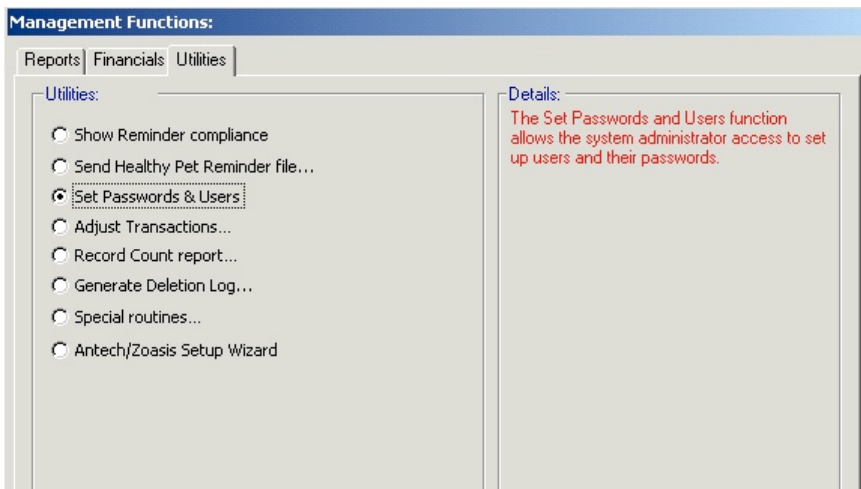 Management Functions:
Reports Financials Utilities
Utilities:
Show Reminder compliance
Send Healthy Pet Reminder file...
Set Passwords & Users
Adjust Transactions...
Record Count report...
Generate Deletion Log...
Special routines...
Antech/Zoasis Setup Wizard
Details:
The Set Passwords and Users function
allows the system administrator access to set
up users and their passwords.